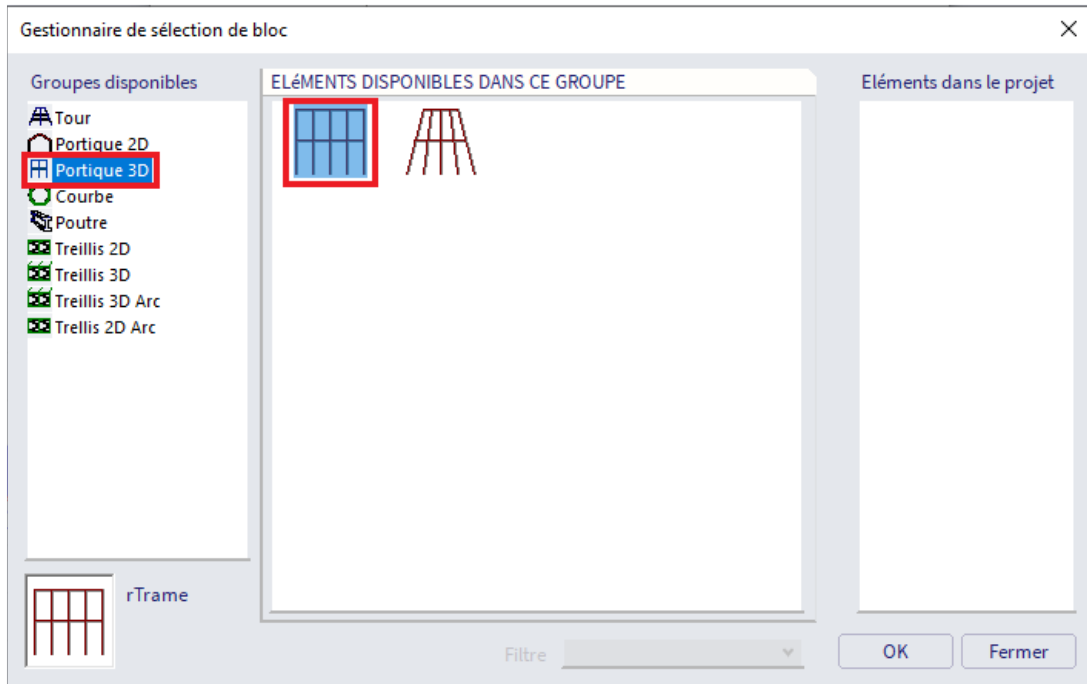 Gestionnaire de sélection de bloc
Groupes disponibles
Tour
Portique 2D
Portique 3D
Courbe
Poutre
Treillis 2D
Treillis 3D
Treillis 3D Arc
Trellis 2D Arc
rTrame
ELéMENTS DISPONIBLES DANS CE GROUPE
Filtre
Eléments dans le projet
OK
Fermer